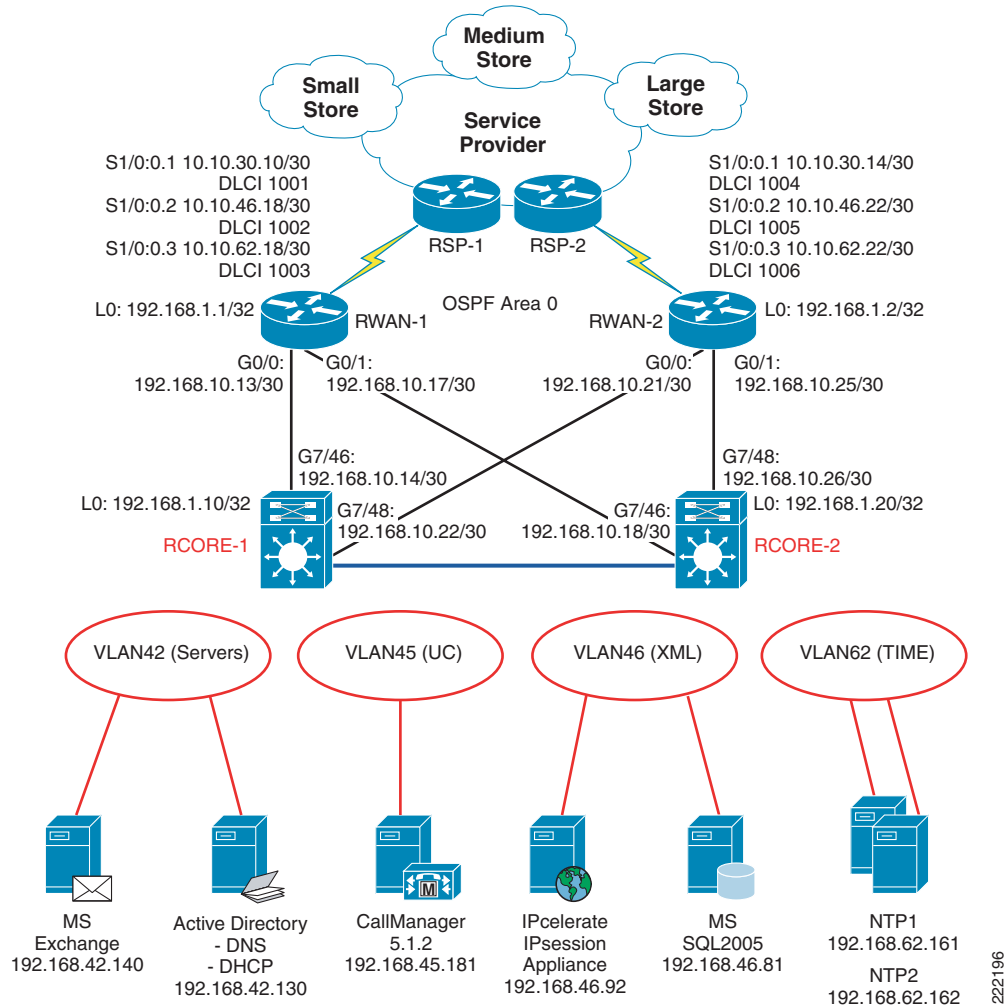 Medium
Store
Small
Store
Large
Store
Service
Provider
S1/0:0.1 10.10.30.10/30
DLCI 1001
S1/0:0.2 10.10.46.18/30
DLCI 1002
S1/0:0.3 10.10.62.18/30
DLCI 1003
S1/0:0.1 10.10.30.14/30
DLCI 1004
S1/0:0.2 10.10.46.22/30
DLCI 1005
S1/0:0.3 10.10.62.22/30
DLCI 1006
RSP-1
RSP-2
L0: 192.168.1.1/32
RWAN-1
OSPF Area 0
RWAN-2
L0: 192.168.1.2/32
G0/0:
192.168.10.13/30
G0/1:
192.168.10.17/30
G0/0:
192.168.10.21/30
G0/1:
192.168.10.25/30
G7/46:
192.168.10.14/30
G7/48:
192.168.10.26/30
L0: 192.168.1.10/32
G7/48:
192.168.10.22/30
G7/46:
192.168.10.18/30
L0: 192.168.1.20/32
RCORE-1
RCORE-2
VLAN42 (Servers)
VLAN45 (UC)
VLAN46 (XML)
VLAN62 (TIME)
M
MS
Exchange
192.168.42.140
Active Directory
- DNS
- DHCP
192.168.42.130
CallManager
5.1.2
192.168.45.181
IPcelerate
IPsession
Appliance
192.168.46.92
MS
SQL2005
192.168.46.81
NTP1
192.168.62.161
NTP2
192.168.62.162
222196